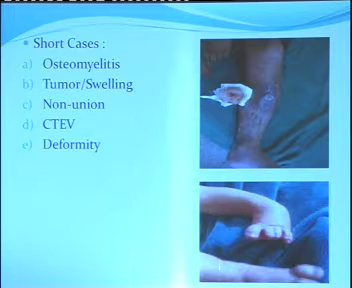 • Short Cases :
a) Osteomyelitis
b) Tumor/Swelling
c) Non-union
d) CTEV
e) Deformity